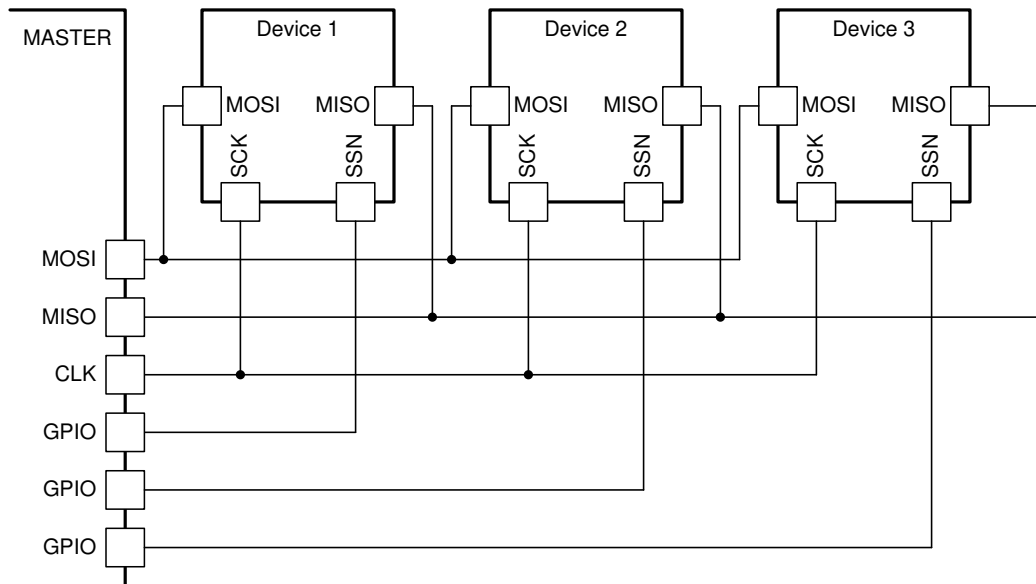 MASTER
Device 1
Device 2
Device 3
MOSI MISO
MOSI MISO
MOSI MISO
SCK SSN
SCK SSN
SCK SSN
MOSI
MISO
CLK
GPIO
GPIO
GPIO